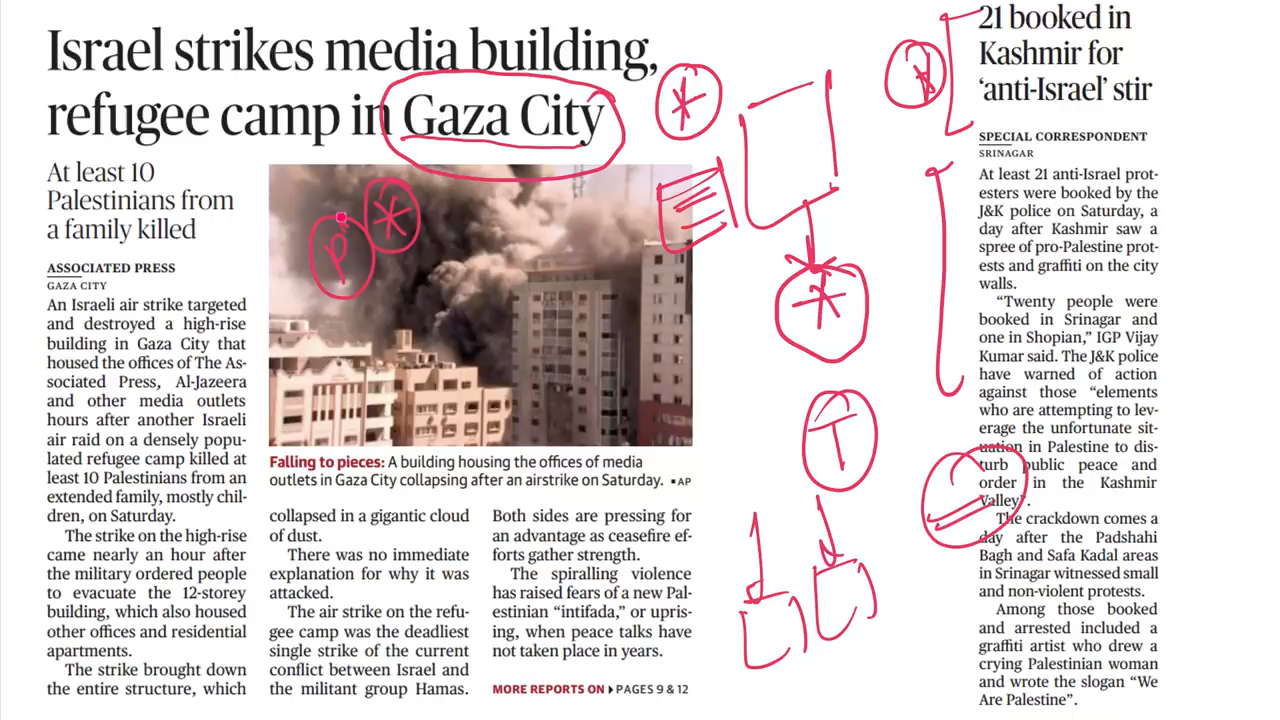 Israel strikes media building,
refugee camp in Gaza City
At least 10
Palestinians from
a family killed
ASSOCIATED PRESS
GAZA CITY
An Israeli air strike targeted
and destroyed a high-rise
building in Gaza City that
housed the offices of The As-
sociated Press, Al-Jazeera
and other media outlets
hours after another Israeli
air raid on a densely popu-
lated refugee camp killed at
least 10 Palestinians from an
extended family, mostly chil-
dren, on Saturday.
The strike on the high-rise
came nearly an hour after
the military ordered people
to evacuate the 12-storey
building, which also housed
other offices and residential
apartments.
The strike brought down
the entire structure, which
P
Falling to pieces: A building housing the offices of media
outlets in Gaza City collapsing after an airstrike on Saturday. ▪AP
collapsed in a gigantic cloud
of dust.
There was no immediate
explanation for why it was
attacked.
The air strike on the refu-
gee camp was the deadliest
single strike of the current
conflict between Israel and
the militant group Hamas.
Both sides are pressing for
an advantage as ceasefire ef-
forts gather strength.
The spiralling violence
has raised fears of a new Pal-
estinian “intifada,” or upris-
ing, when peace talks have
not taken place in years.
MORE REPORTS ON PAGES 9 & 12
T
21 booked in
Kashmir for
‘anti-Israel’ stir
SPECIAL CORRESPONDENT
SRINAGAR
At least 21 anti-Israel prot-
esters were booked by the
J&K police on Saturday, a
day after Kashmir saw a
spree of pro-Palestine prot-
ests and graffiti on the city
walls.
“Twenty people were
booked in Srinagar and
one in Shopian,” IGP Vijay
Kumar said. The J&K police
have warned of action
against those “elements
who are attempting to lev-
erage the unfortunate sit-
uation in Palestine to dis-
turb public peace and
order in the Kashmir
Valley”.
The crackdown comes a
day after the Padshahi
Bagh and Safa Kadal areas
in Srinagar witnessed small
and non-violent protests.
Among those booked
and arrested included a
graffiti artist who drew a
crying Palestinian woman
and wrote the slogan “We
Are Palestine”.